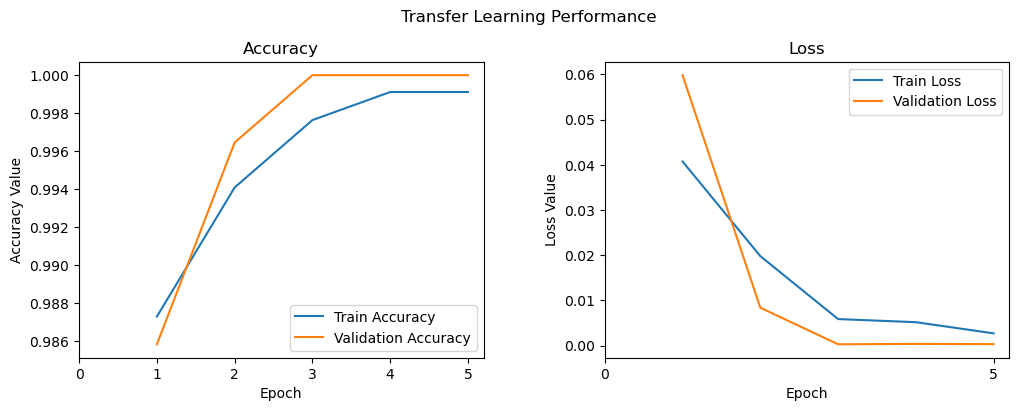 Transfer Learning Performance
Accuracy
1.000
0.998
0.996
0.994
0.992
0.990
0.988
0.986
Accuracy Value
Train Accuracy
Validation Accuracy
0 1 2 3 4 5
Epoch
Loss
0.06
0.05
0.04
0.03
0.02
0.01
0.00
Loss Value
Train Loss
Validation Loss
0 5
Epoch